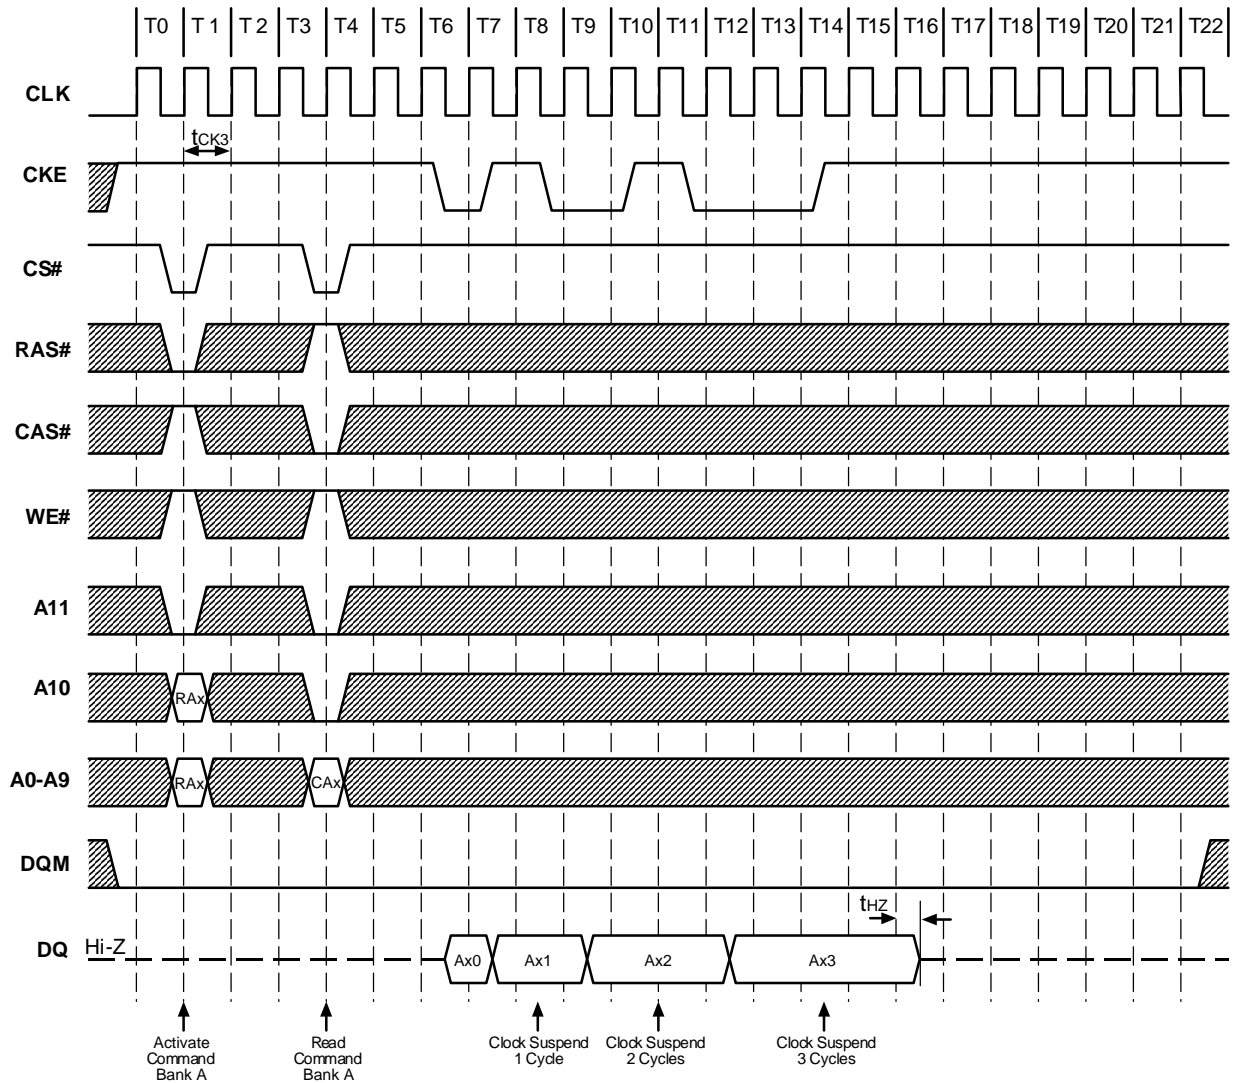 T0 T 1 T 2 T3 T4 T5 T6 T7 T8 T9 T10 T11 T12 T13 T14 T15 T16 T17 T18 T19 T20 T21 T22
CLK
tCK3
CKE
CS#
RAS#
CAS#
WE#
A11
A10
RAx
A0-A9
RAx CAx
DQM
tHZ
DQ
Hi-Z
Ax0 Ax1 Ax2 Ax3
Activate
Command
Bank A
Read
Command
Bank A
Clock Suspend
1 Cycle
Clock Suspend
2 Cycles
Clock Suspend
3 Cycles